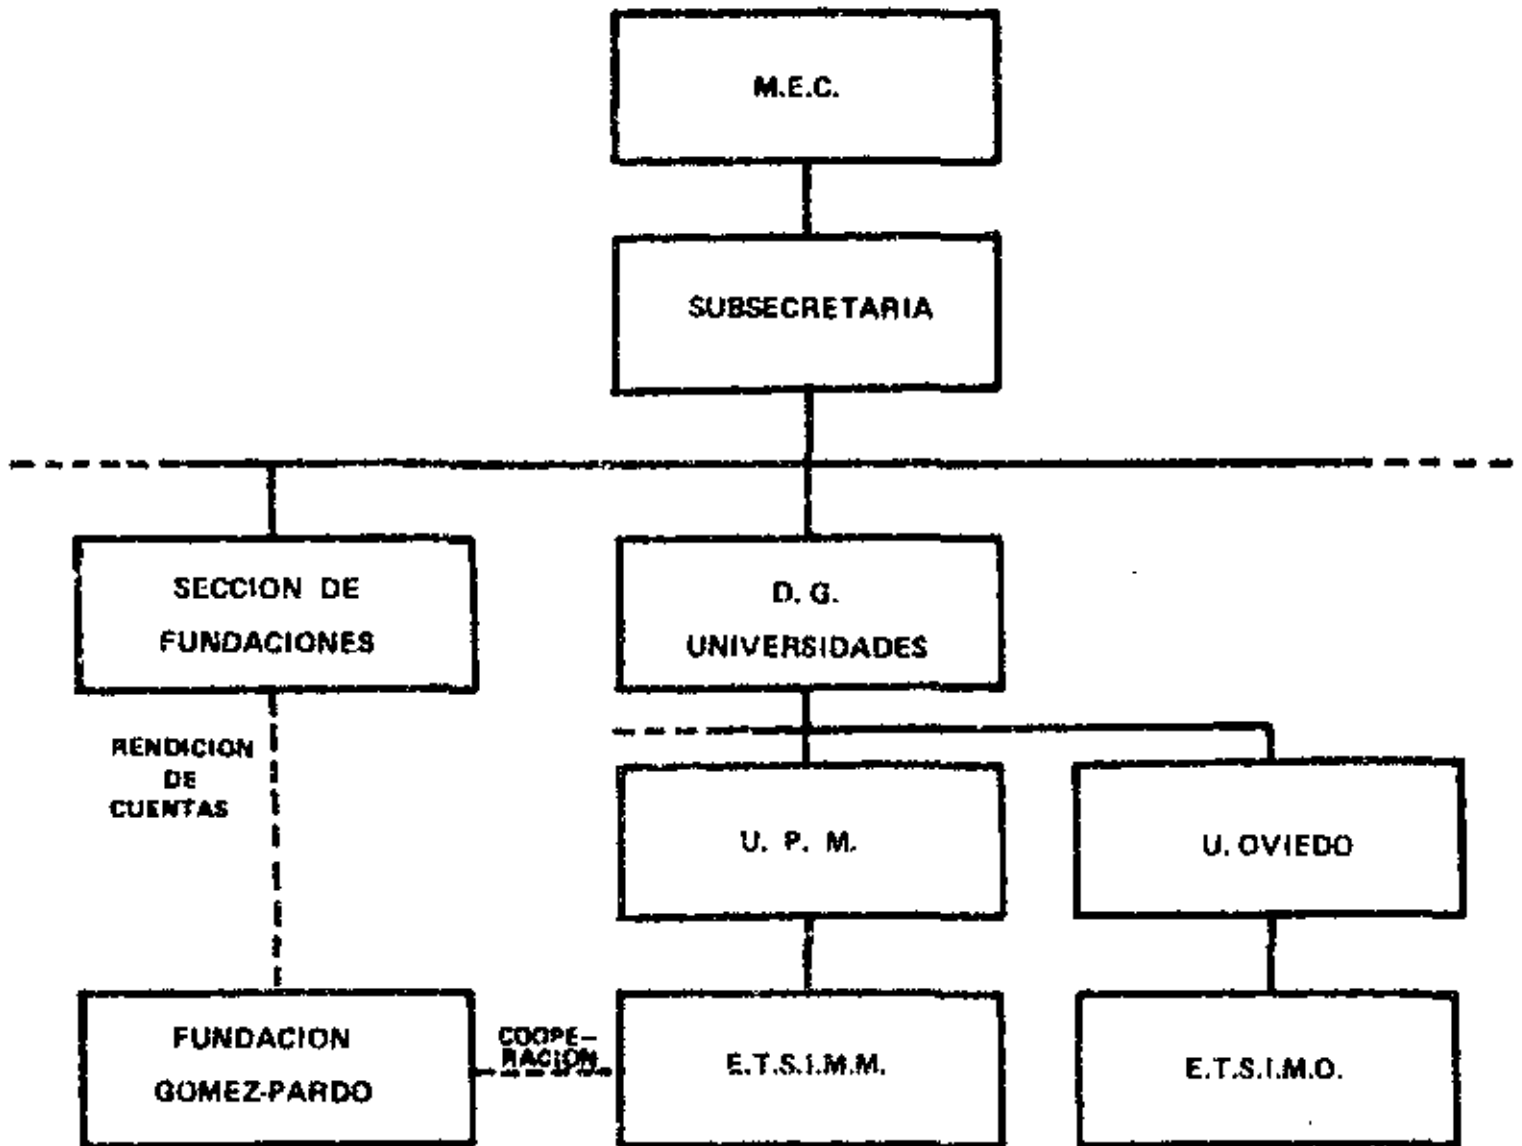 M.E.C.
SUBSECRETARIA
SECCION DE
FUNDACIONES
D. G.
UNIVERSIDADES
RENDICION
DE
CUENTAS
U. P. M.
U. OVIEDO
FUNDACION
GOMEZ-PARDO
COOPE-
RACION
E.T.S.I.M.M.
E.T.S.I.M.O.